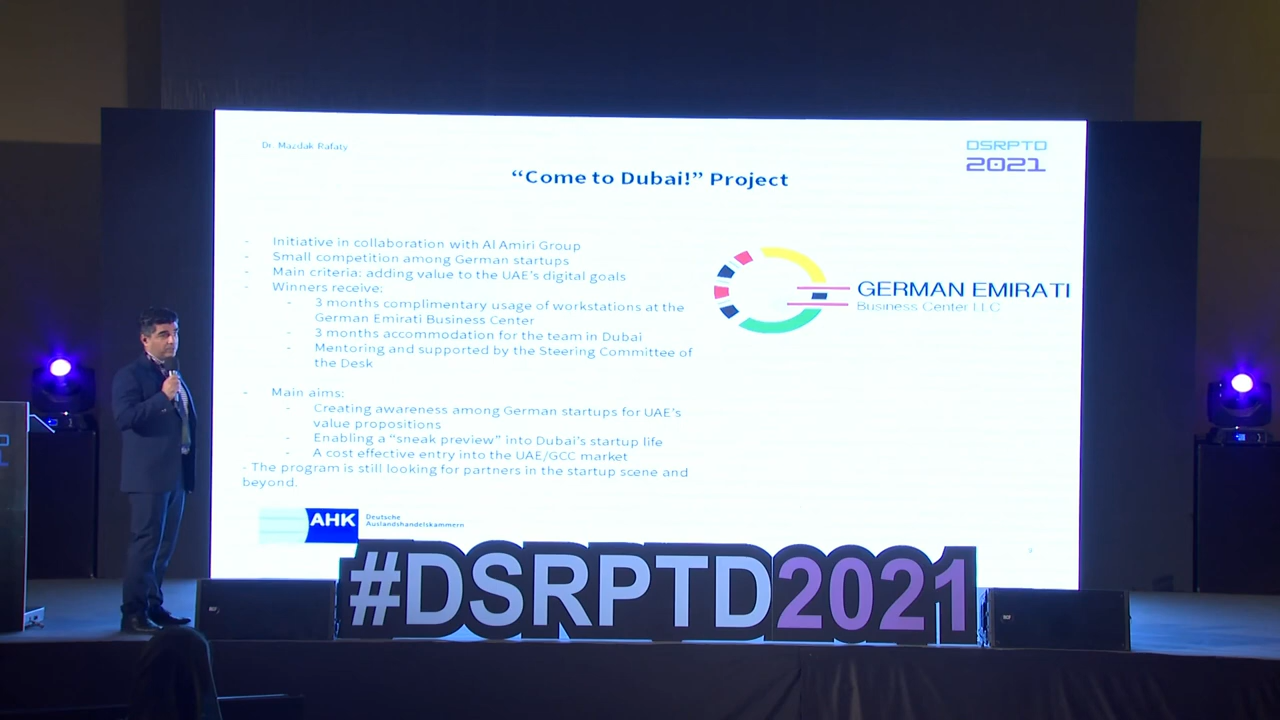 Dr. Mazdak Rafaty
DSRPTD
2021
“Come to Dubai!” Project
- Initiative in collaboration with Al Amiri Group
- Small competition among German startups
- Main criteria: adding value to the UAE’s digital goals
- Winners receive:
- 3 months complimentary usage of workstations at the
German Emirati Business Center
- 3 months accommodation for the team in Dubai
- Mentoring and supported by the Steering Committee of
the Desk
- Main aims:
- Creating awareness among German startups for UAE’s
value propositions
- Enabling a “sneak preview” into Dubai’s startup life
- A cost effective entry into the UAE/GCC market
- The program is still looking for partners in the startup scene and
beyond.
GERMAN EMIRATI
Business Center LLC
AHK
Deutsche
Auslandshandelskammern
#DSRPTD2021
RCF
RCF